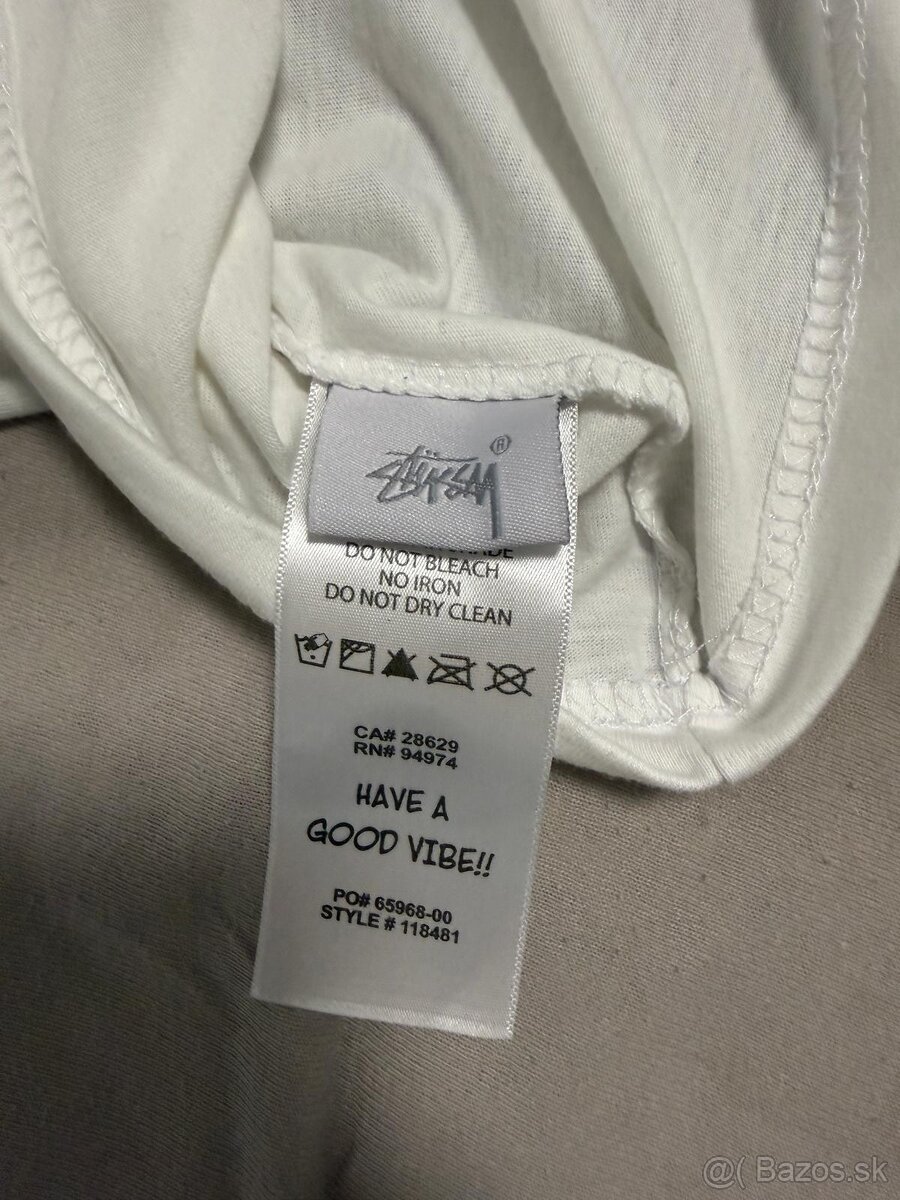 STÜSSY ®
DO NOT BLEACH
NO IRON
DO NOT DRY CLEAN
CA# 28629
RN# 94974
HAVE A
GOOD VIBE!!
PO# 65968-00
STYLE # 118481
@( Bazos.sk